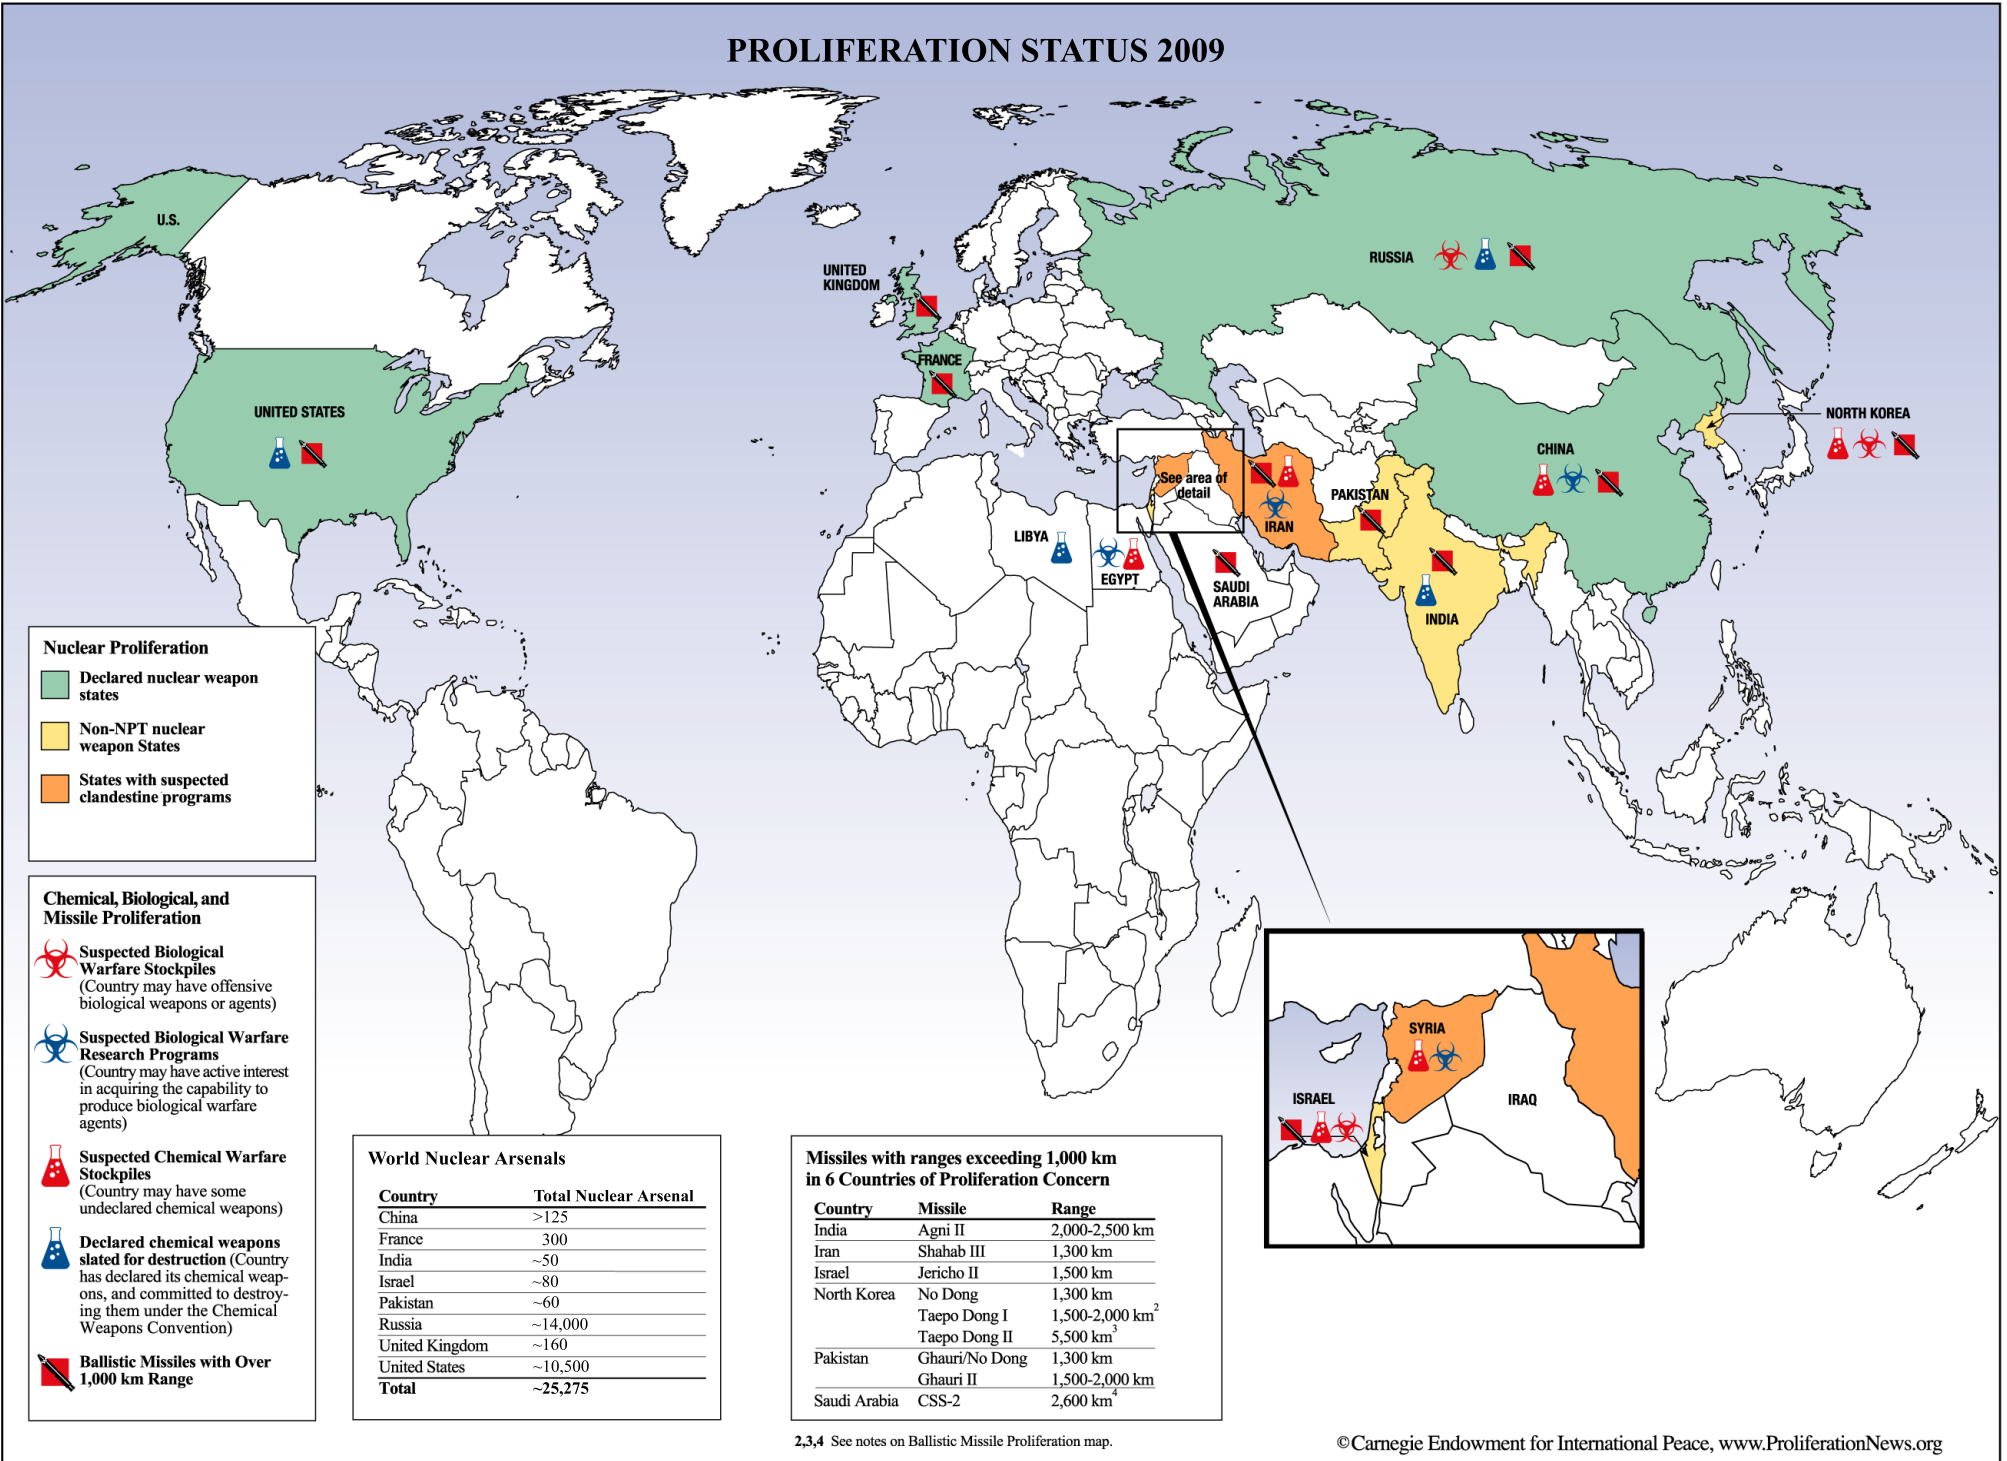 PROLIFERATION STATUS 2009
U.S.
UNITED STATES
UNITED
KINGDOM
FRANCE
RUSSIA
NORTH KOREA
CHINA
See area of
detail
IRAN
PAKISTAN
INDIA
LIBYA
EGYPT
SAUDI
ARABIA
Nuclear Proliferation
Declared nuclear weapon
states
Non-NPT nuclear
weapon States
States with suspected
clandestine programs
Chemical, Biological, and
Missile Proliferation
Suspected Biological
Warfare Stockpiles
(Country may have offensive
biological weapons or agents)
Suspected Biological Warfare
Research Programs
(Country may have active interest
in acquiring the capability to
produce biological warfare
agents)
Suspected Chemical Warfare
Stockpiles
(Country may have some
undeclared chemical weapons)
Declared chemical weapons
slated for destruction (Country
has declared its chemical weap-
ons, and committed to destroy-
ing them under the Chemical
Weapons Convention)
Ballistic Missiles with Over
1,000 km Range
World Nuclear Arsenals
Country Total Nuclear Arsenal
China >125
France 300
India ~50
Israel ~80
Pakistan ~60
Russia ~14,000
United Kingdom ~160
United States ~10,500
Total ~25,275
Missiles with ranges exceeding 1,000 km
in 6 Countries of Proliferation Concern
Country Missile Range
India Agni II 2,000-2,500 km
Iran Shahab III 1,300 km
Israel Jericho II 1,500 km
North Korea No Dong 1,300 km
Taepo Dong I 1,500-2,000 km2
Taepo Dong II 5,500 km3
Pakistan Ghauri/No Dong 1,300 km
Ghauri II 1,500-2,000 km
Saudi Arabia CSS-2 2,600 km4
2,3,4 See notes on Ballistic Missile Proliferation map.
SYRIA
ISRAEL
IRAQ
©Carnegie Endowment for International Peace, www.ProliferationNews.org